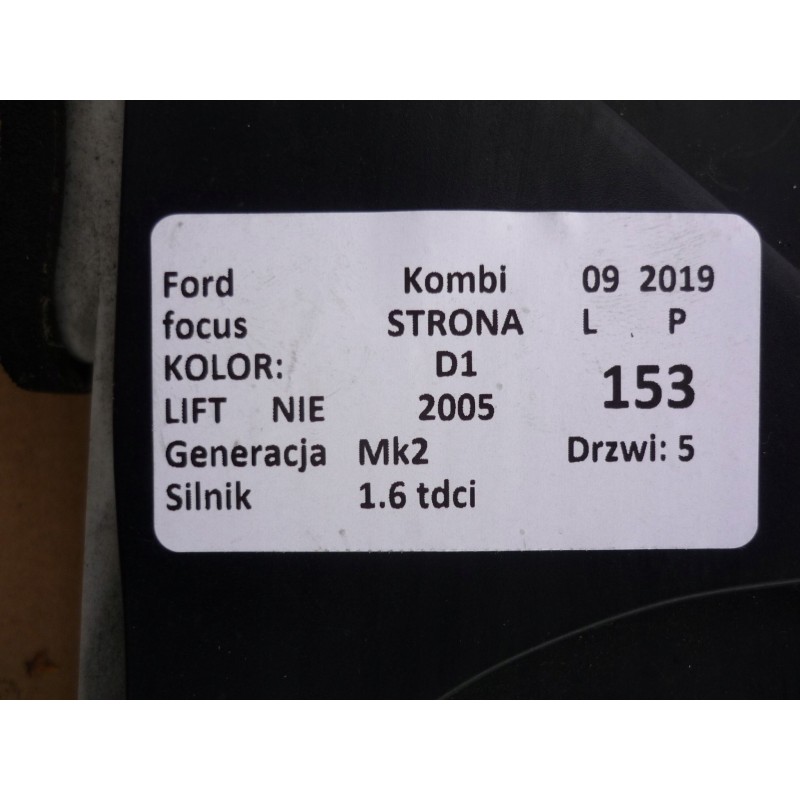 Ford Kombi 09 2019
focus STRONA L P
KOLOR: D1
153
LIFT NIE 2005
Generacja Mk2 Drzwi: 5
Silnik 1.6 tdci